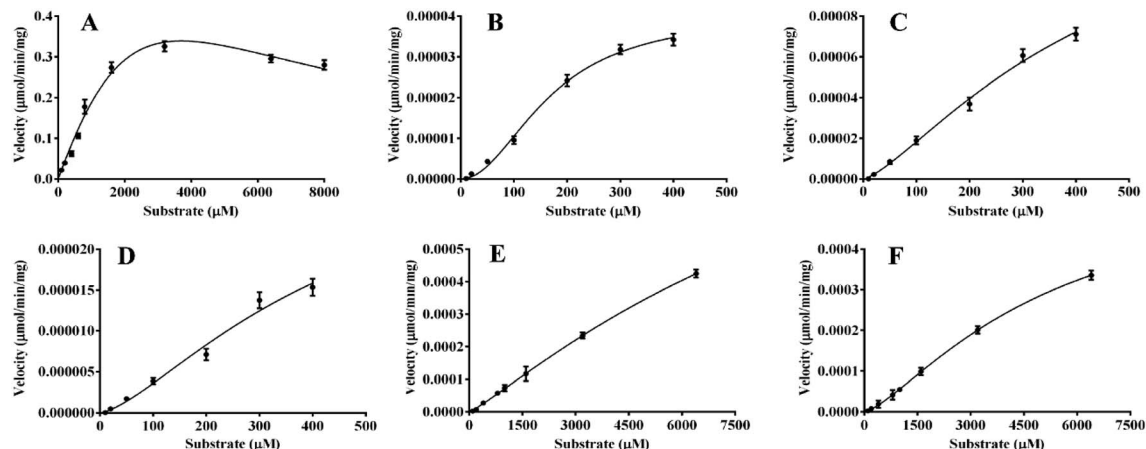 A
Velocity (μmol/min/mg)
0.4
0.3
0.2
0.1
0.0
0 2000 4000 6000 8000
Substrate (μM)
B
Velocity (μmol/min/mg)
0.00004
0.00003
0.00002
0.00001
0.00000
0 100 200 300 400 500
Substrate (μM)
C
Velocity (μmol/min/mg)
0.00008
0.00006
0.00004
0.00002
0.00000
0 100 200 300 400 500
Substrate (μM)
D
Velocity (μmol/min/mg)
0.000020
0.000015
0.000010
0.000005
0.000000
0 100 200 300 400 500
Substrate (μM)
E
Velocity (μmol/min/mg)
0.0005
0.0004
0.0003
0.0002
0.0001
0.0000
0 1500 3000 4500 6000 7500
Substrate (μM)
F
Velocity (μmol/min/mg)
0.0004
0.0003
0.0002
0.0001
0.0000
0 1500 3000 4500 6000 7500
Substrate (μM)